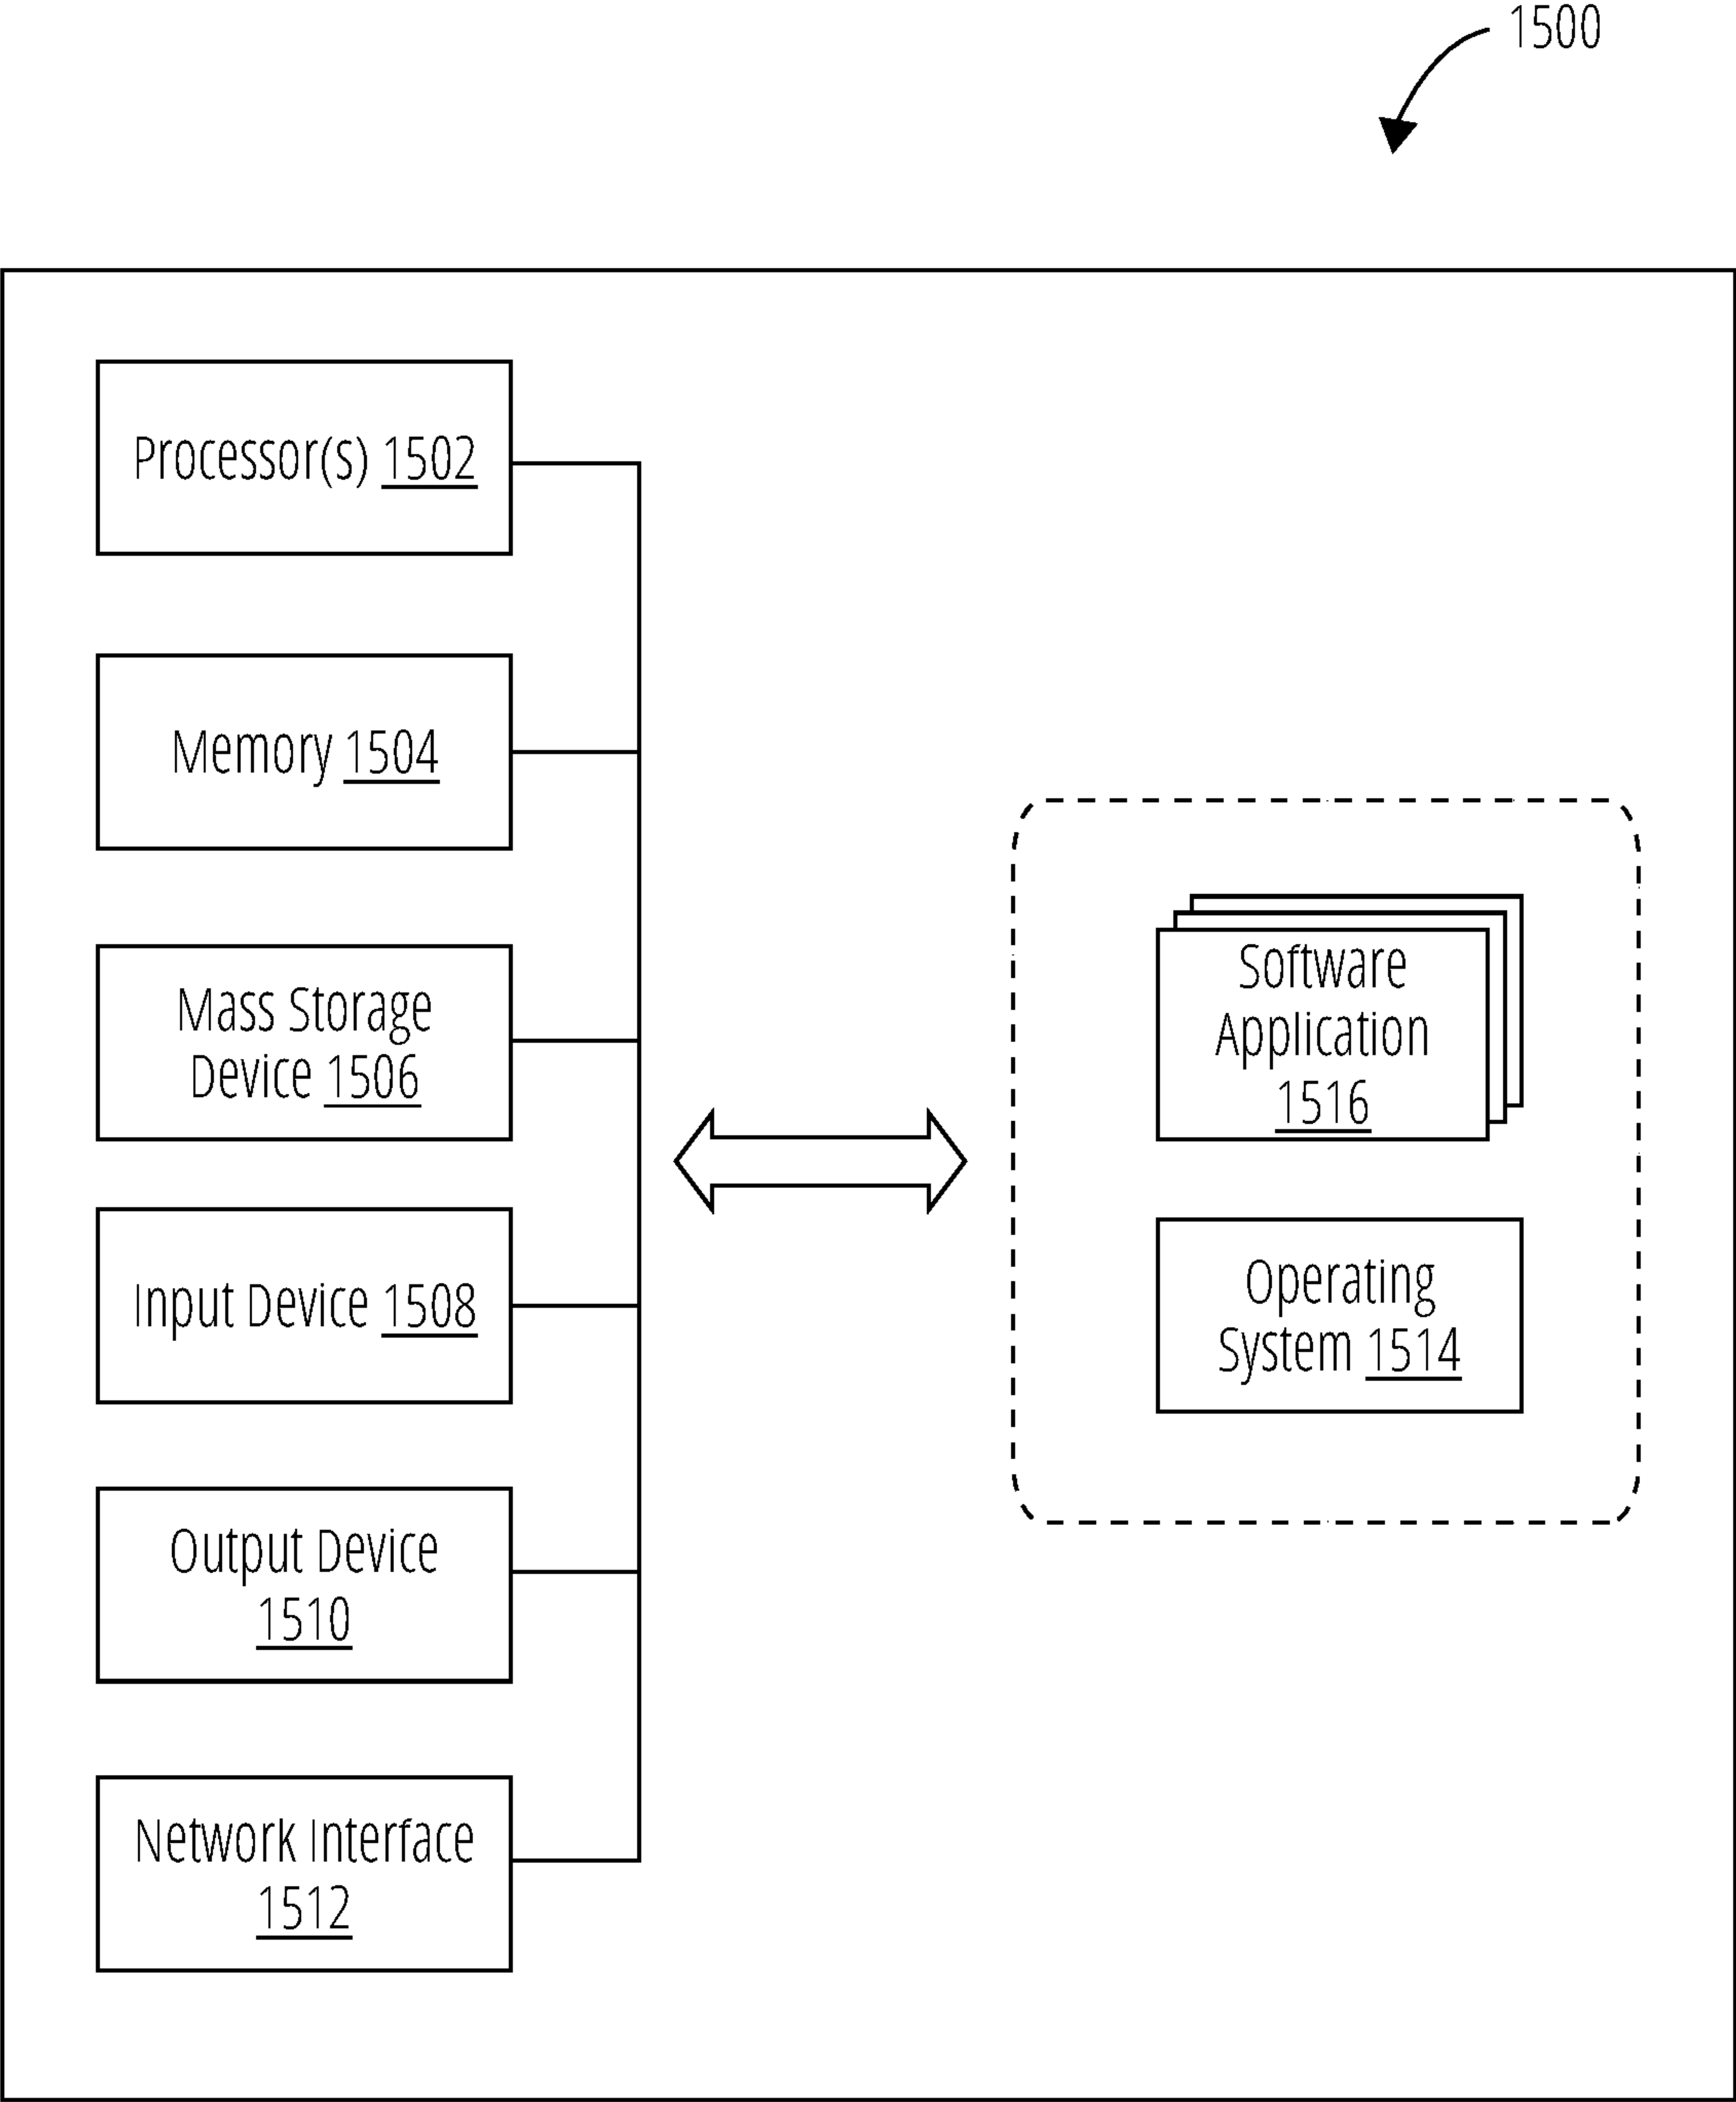 1500
Processor(s) 1502
Memory 1504
Mass Storage
Device 1506
Input Device 1508
Output Device
1510
Network Interface
1512
Software
Application
1516
Operating
System 1514